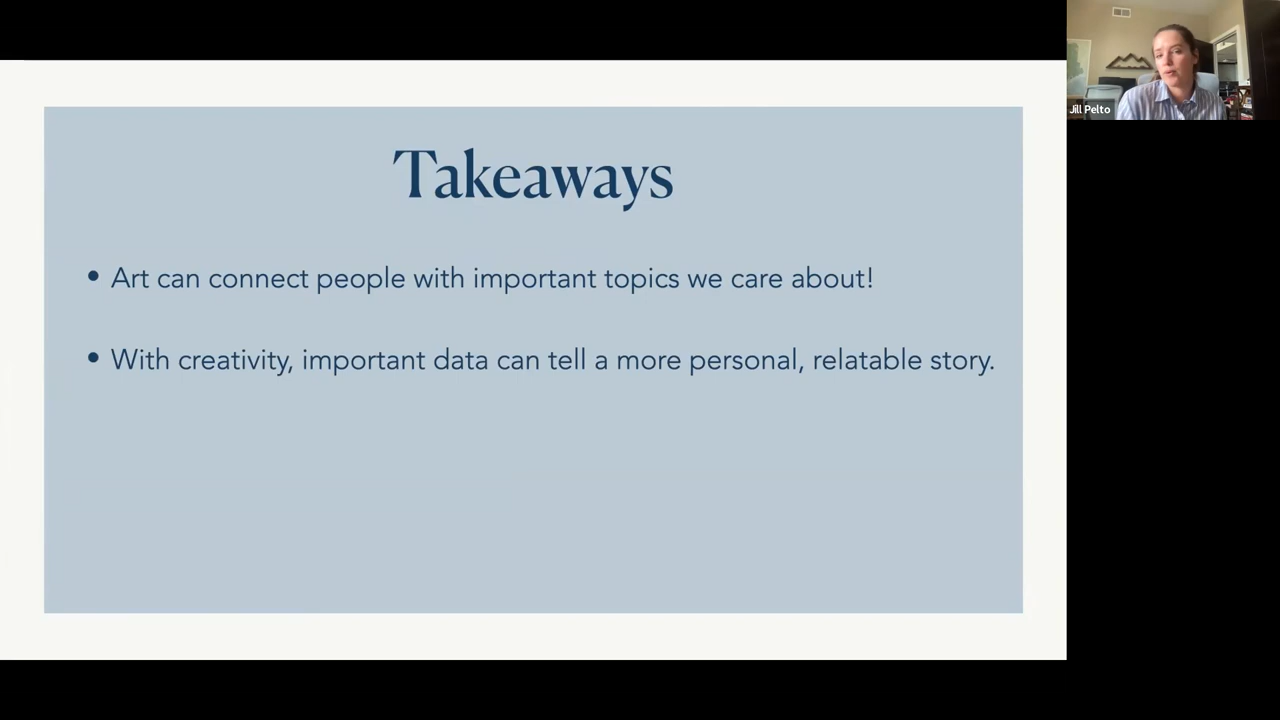 Takeaways
• Art can connect people with important topics we care about!
• With creativity, important data can tell a more personal, relatable story.
Jill Pelto